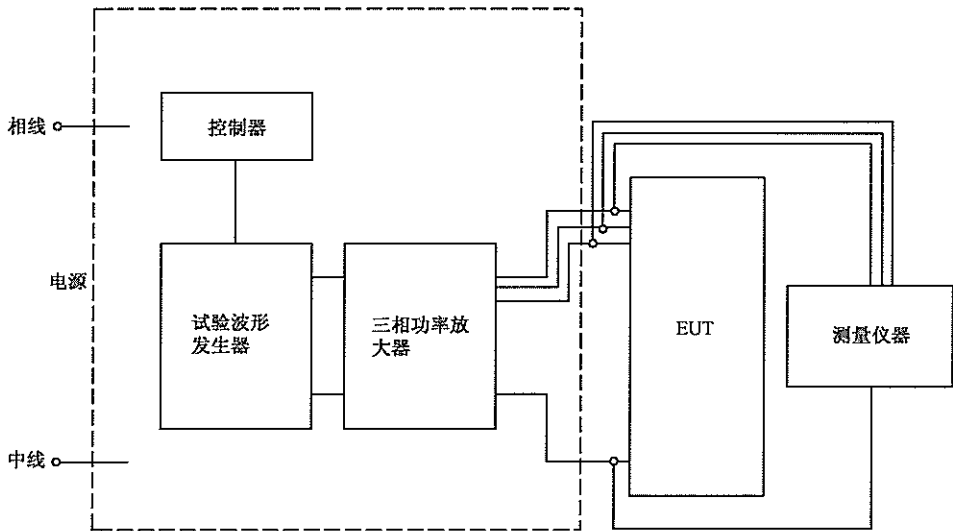 相线
控制器
电源
试验波形
发生器
三相功率放
大器
EUT
测量仪器
中线